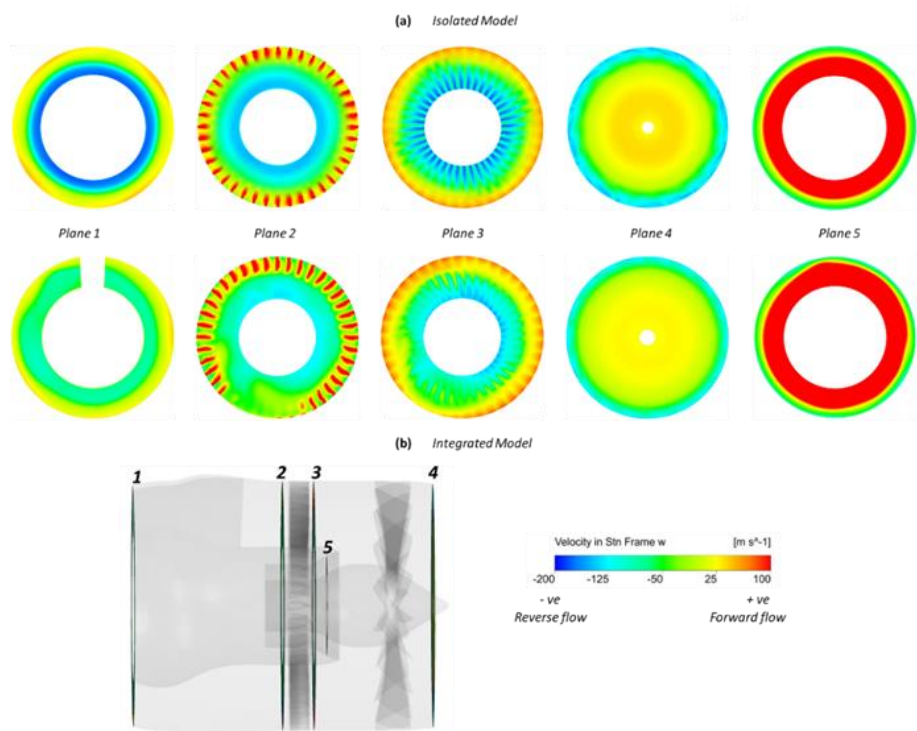 (a) Isolated Model
Plane 1 Plane 2 Plane 3 Plane 4 Plane 5
(b) Integrated Model
1 2 3 4
5
Velocity in Stn Frame w [m s^-1]
-200 -125 -50 25 100
- ve + ve
Reverse flow Forward flow